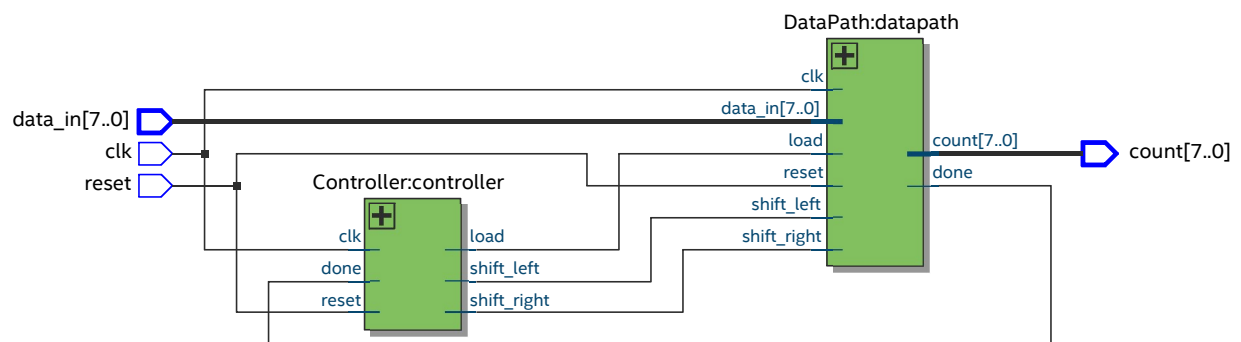 DataPath:datapath
clk
data_in[7..0]
data_in[7..0]
load
clk
count[7..0]
count[7..0]
reset
done
reset
Controller:controller
shift_left
clk
load
shift_right
done
shift_left
reset
shift_right